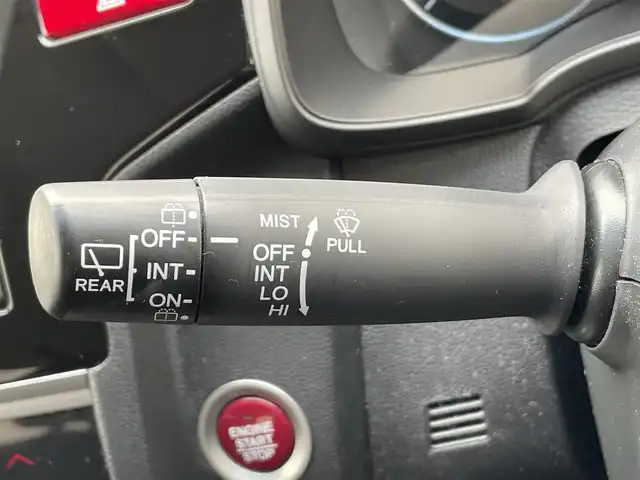 OFF
INT
ON
REAR
MIST
OFF
INT
LO
HI
PULL
ENGINE
START
STOP